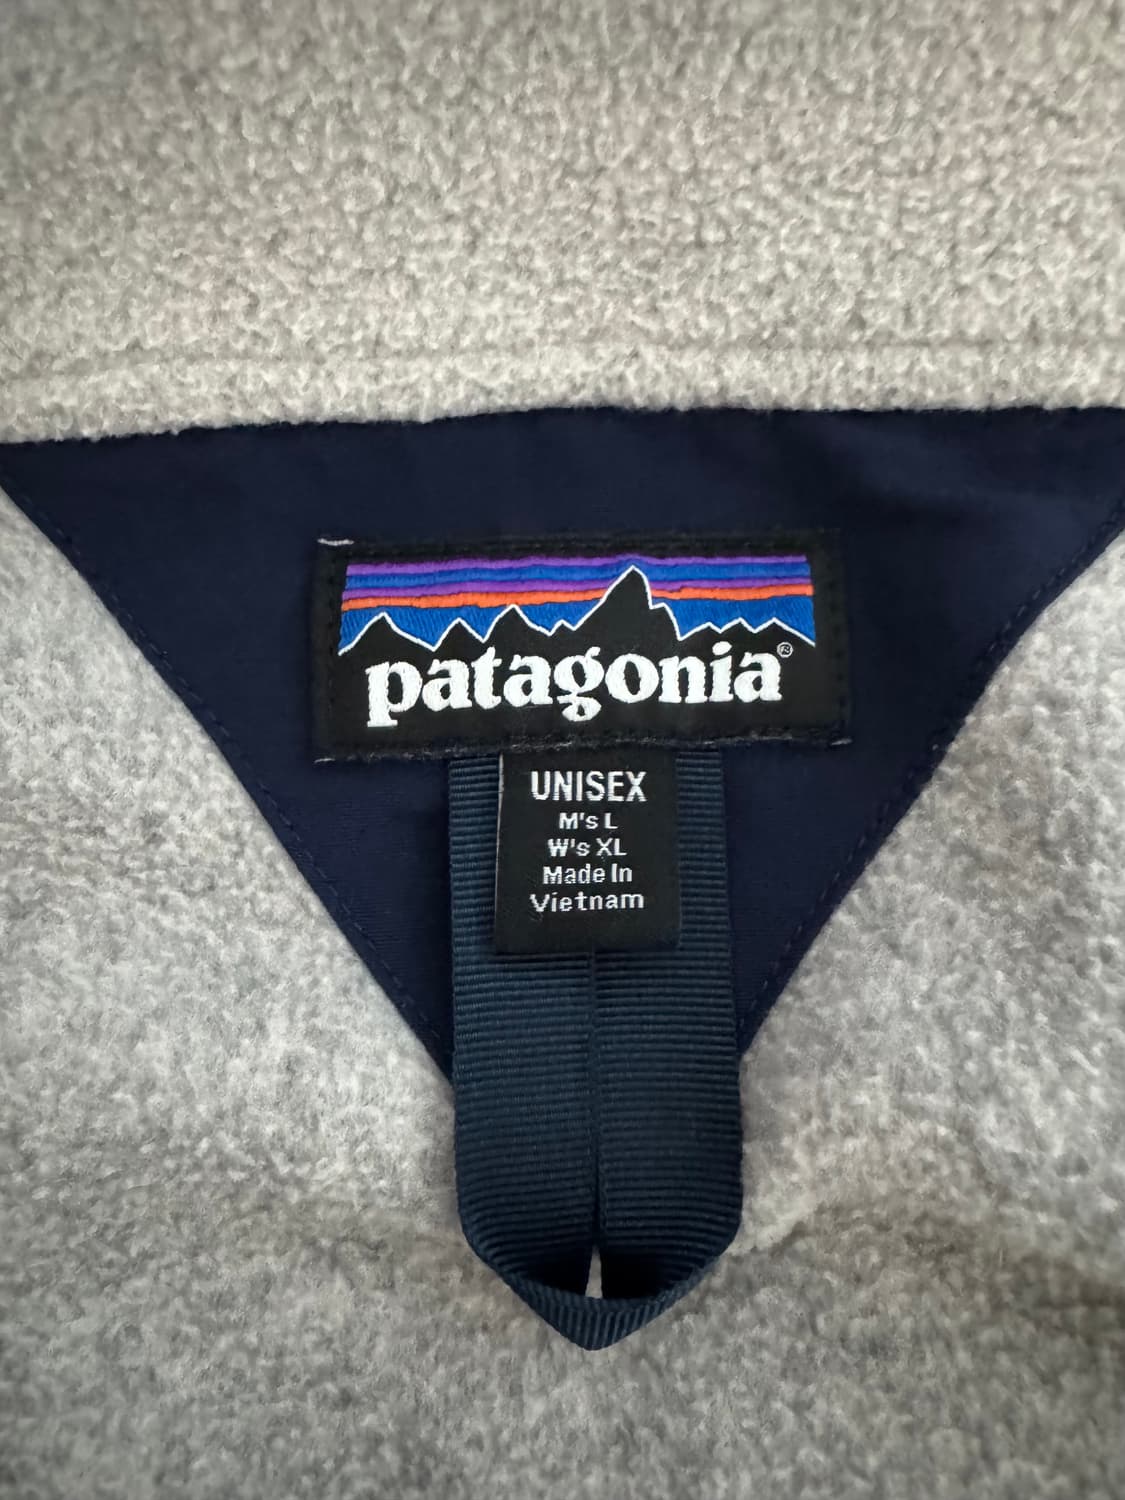 patagonia®
UNISEX
M's L
W's XL
Made In
Vietnam